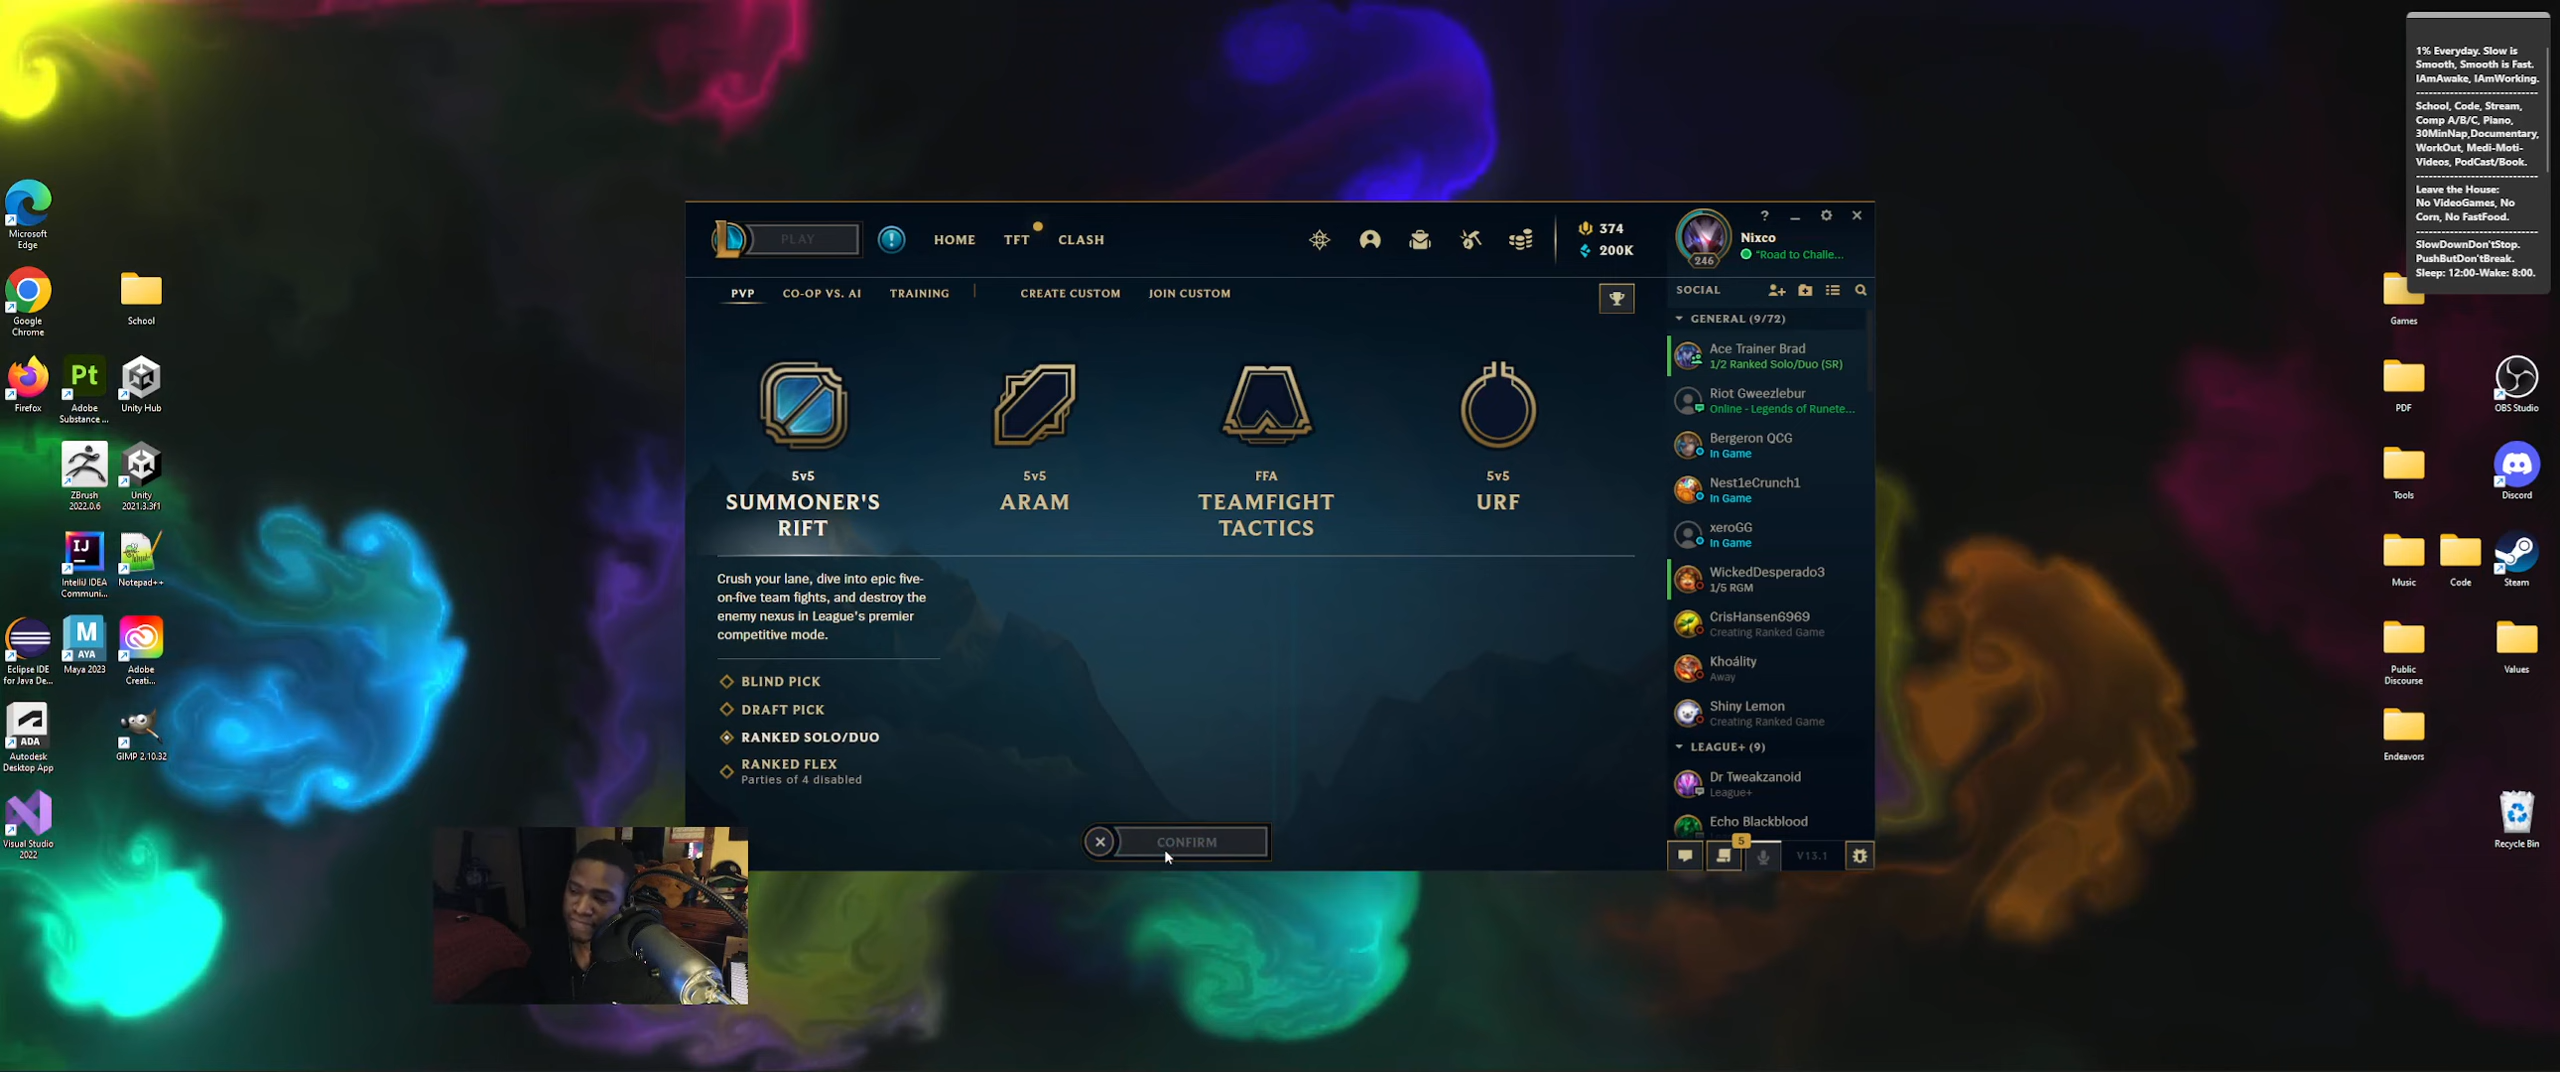 Microsoft
Edge
Google
Chrome
School
Firefox
Pt
Adobe
Substance ...
Unity Hub
ZBrush
2022.0.6
Unity
2021.3.3f1
IJ
IntelliJ IDEA
Communi...
Notepad++
Eclipse IDE
for Java De...
M
AYA
Maya 2023
Adobe
Creati...
ADA
Autodesk
Desktop App
GIMP 2.10.32
Visual Studio
2022
PLAY
HOME
TFT
CLASH
374
200K
246
Nixco
"Road to Challe...
PVP
CO-OP VS. AI
TRAINING
CREATE CUSTOM
JOIN CUSTOM
5v5
SUMMONER'S
RIFT
5v5
ARAM
FFA
TEAMFIGHT
TACTICS
5v5
URF
Crush your lane, dive into epic five-
on-five team fights, and destroy the
enemy nexus in League's premier
competitive mode.
BLIND PICK
DRAFT PICK
RANKED SOLO/DUO
RANKED FLEX
Parties of 4 disabled
CONFIRM
SOCIAL
GENERAL (9/72)
Ace Trainer Brad
1/2 Ranked Solo/Duo (SR)
Riot Gweezlebur
Online - Legends of Runete...
Bergeron QCG
In Game
Nest1eCrunch1
In Game
xeroGG
In Game
WickedDesperado3
1/5 RGM
CrisHansen6969
Creating Ranked Game
Khoálity
Away
Shiny Lemon
Creating Ranked Game
LEAGUE+ (9)
Dr Tweakzanoid
League+
Echo Blackblood
5
V13.1
1% Everyday. Slow is
Smooth, Smooth is Fast.
IAmAwake, IAmWorking.
------------------------------
School, Code, Stream,
Comp A/B/C, Piano,
30MinNap,Documentary,
WorkOut, Medi-Moti-
Videos, PodCast/Book.
------------------------------
Leave the House:
No VideoGames, No
Corn, No FastFood.
------------------------------
SlowDownDon'tStop.
PushButDon'tBreak.
Sleep: 12:00-Wake: 8:00.
Games
PDF
OBS Studio
Tools
Discord
Music
Code
Steam
Public
Discourse
Values
Endeavors
Recycle Bin